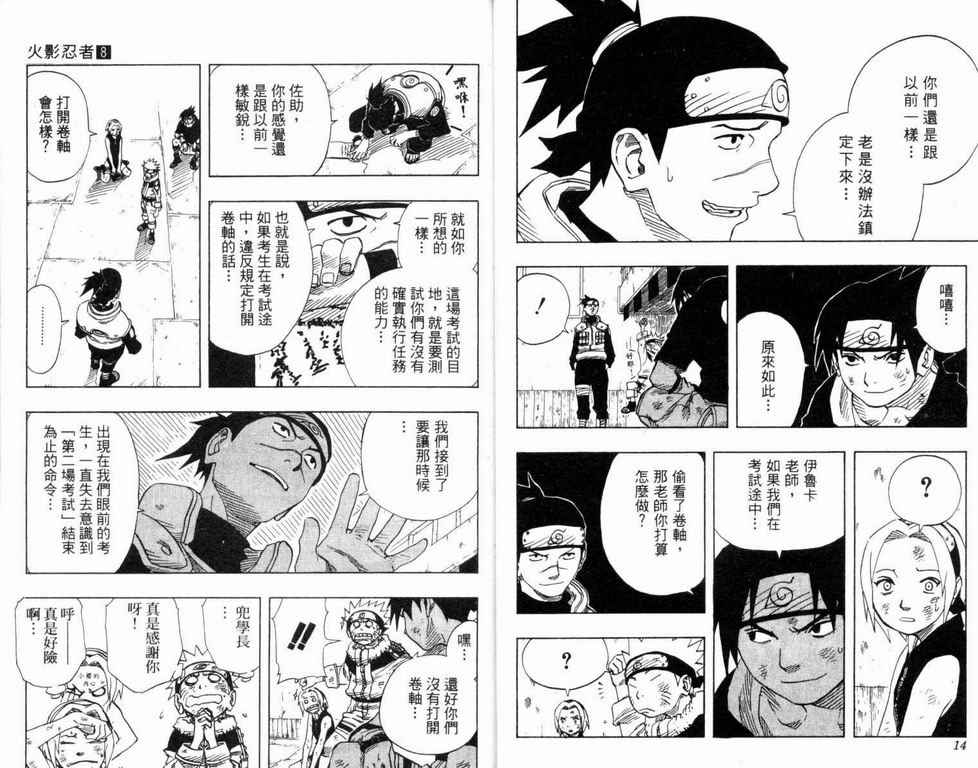 你們還是跟
以前一樣…
老是沒辦法鎮
定下來…
嘻嘻…
原來如此…
!
?
伊魯卡
老師，
如果我們在
考試途中…
偷看了卷軸，
那老師你打算
怎麼做？
?
14
火影忍者8
嘿咻！
佐助，
你的感覺還
是跟以前一
樣敏銳…
打開卷軸
會怎樣？
就如你
所想的
一樣…
這場考試的目
地，就是要測
試你們有沒有
確實執行任務
的能力…
也就是說，
如果考生在考試途
中，違反規定打開
卷軸的話…
………
我們接到了
要讓那時候
…
出現在我們眼前的考
生，一直失去意識到
「第二場考試」結束
為止的命令…
嘿…
還好你們
沒有打開
卷軸…
!!
兜學長
…
真是感謝你
呀！
呼—
真是好險
啊…
小櫻的
內心